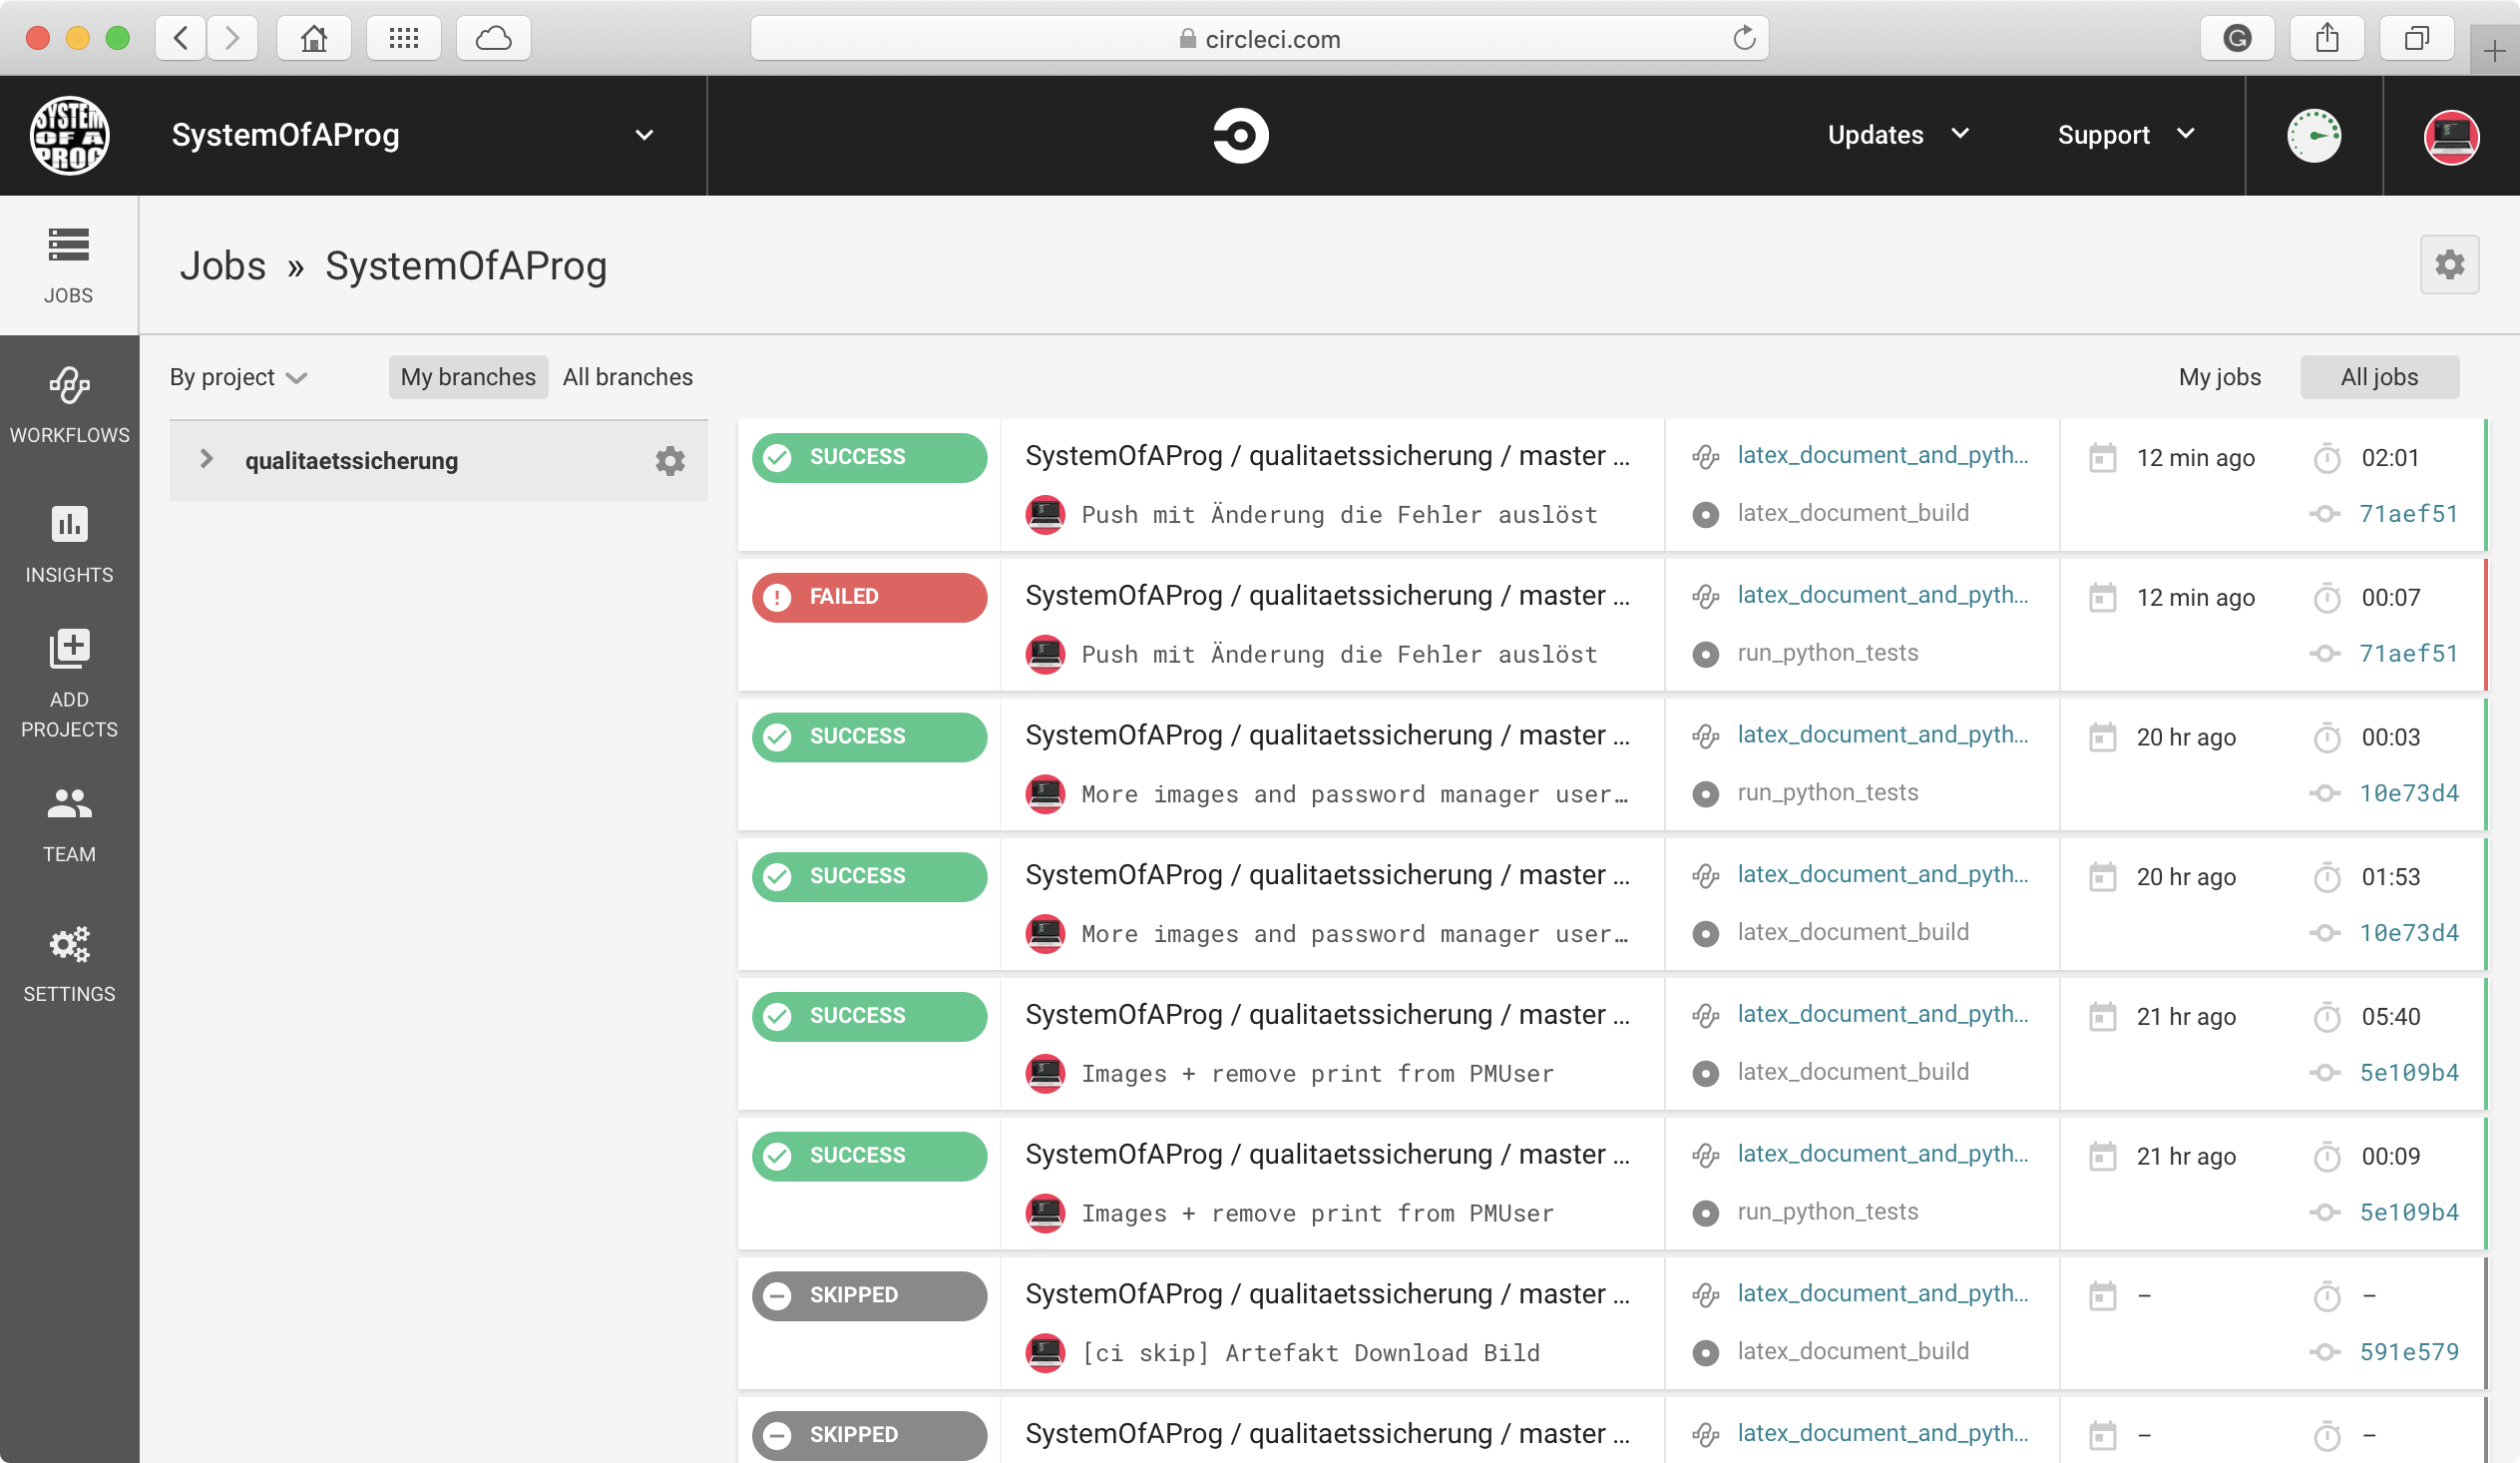 circleci.com
SYSTEM OF A PROG
SystemOfAProg
Updates
Support
JOBS
Jobs » SystemOfAProg
WORKFLOWS
INSIGHTS
ADD
PROJECTS
TEAM
SETTINGS
By project
My branches
All branches
My jobs
All jobs
qualitaetssicherung
SUCCESS
SystemOfAProg / qualitaetssicherung / master ...
latex_document_and_pyth...
12 min ago
02:01
Push mit Änderung die Fehler auslöst
latex_document_build
71aef51
FAILED
SystemOfAProg / qualitaetssicherung / master ...
latex_document_and_pyth...
12 min ago
00:07
Push mit Änderung die Fehler auslöst
run_python_tests
71aef51
SUCCESS
SystemOfAProg / qualitaetssicherung / master ...
latex_document_and_pyth...
20 hr ago
00:03
More images and password manager user...
run_python_tests
10e73d4
SUCCESS
SystemOfAProg / qualitaetssicherung / master ...
latex_document_and_pyth...
20 hr ago
01:53
More images and password manager user...
latex_document_build
10e73d4
SUCCESS
SystemOfAProg / qualitaetssicherung / master ...
latex_document_and_pyth...
21 hr ago
05:40
Images + remove print from PMUser
latex_document_build
5e109b4
SUCCESS
SystemOfAProg / qualitaetssicherung / master ...
latex_document_and_pyth...
21 hr ago
00:09
Images + remove print from PMUser
run_python_tests
5e109b4
SKIPPED
SystemOfAProg / qualitaetssicherung / master ...
latex_document_and_pyth...
–
–
[ci skip] Artefakt Download Bild
latex_document_build
591e579
SKIPPED
SystemOfAProg / qualitaetssicherung / master ...
latex_document_and_pyth...
–
–